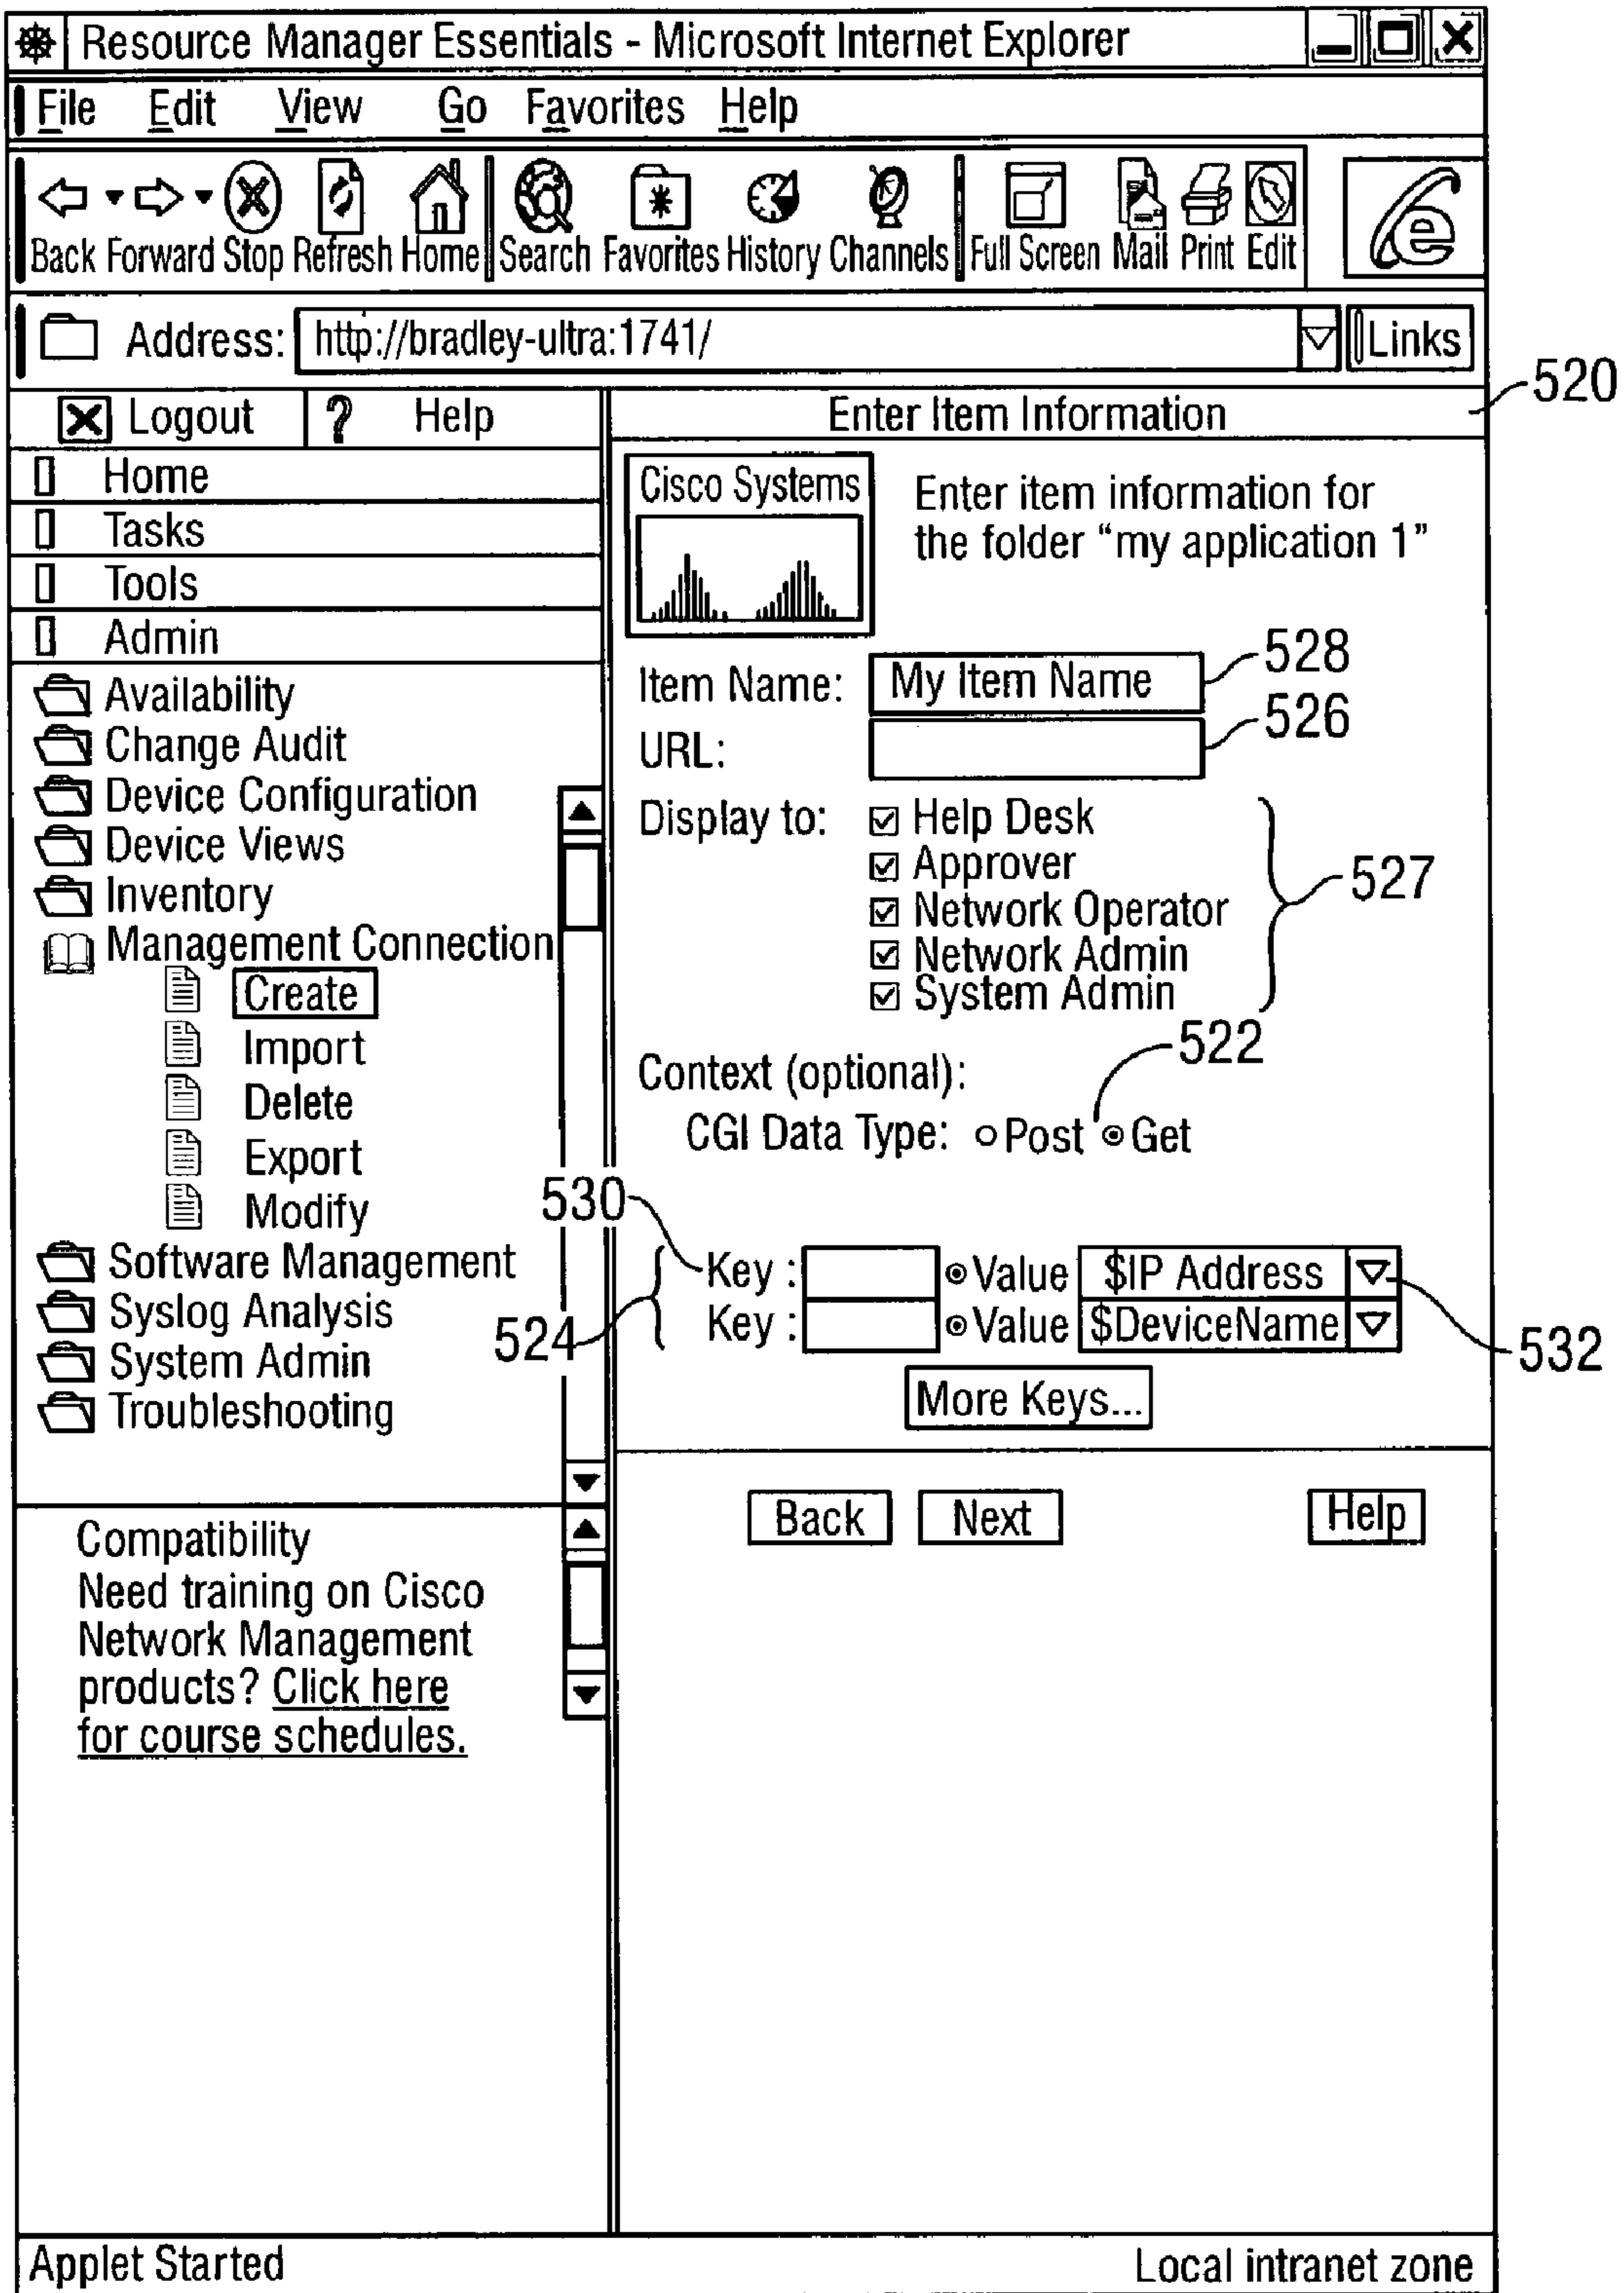 Resource Manager Essentials - Microsoft Internet Explorer
File Edit View Go Favorites Help
Back Forward Stop Refresh Home Search Favorites History Channels Full Screen Mail Print Edit
Address: http://bradley-ultra:1741/ Links
520
Logout ? Help
Home
Tasks
Tools
Admin
Availability
Change Audit
Device Configuration
Device Views
Inventory
Management Connection
Create
Import
Delete
Export
Modify
Software Management
Syslog Analysis
System Admin
Troubleshooting
Compatibility
Need training on Cisco
Network Management
products? Click here
for course schedules.
Enter Item Information
Cisco Systems
Enter item information for
the folder “my application 1”
Item Name: My Item Name 528
URL: 526
Display to: Help Desk
Approver
Network Operator
Network Admin
System Admin
527
522
Context (optional):
CGI Data Type: Post Get
530
Key : Value $IP Address
Key : Value $DeviceName
524
532
More Keys...
Back Next Help
Applet Started Local intranet zone